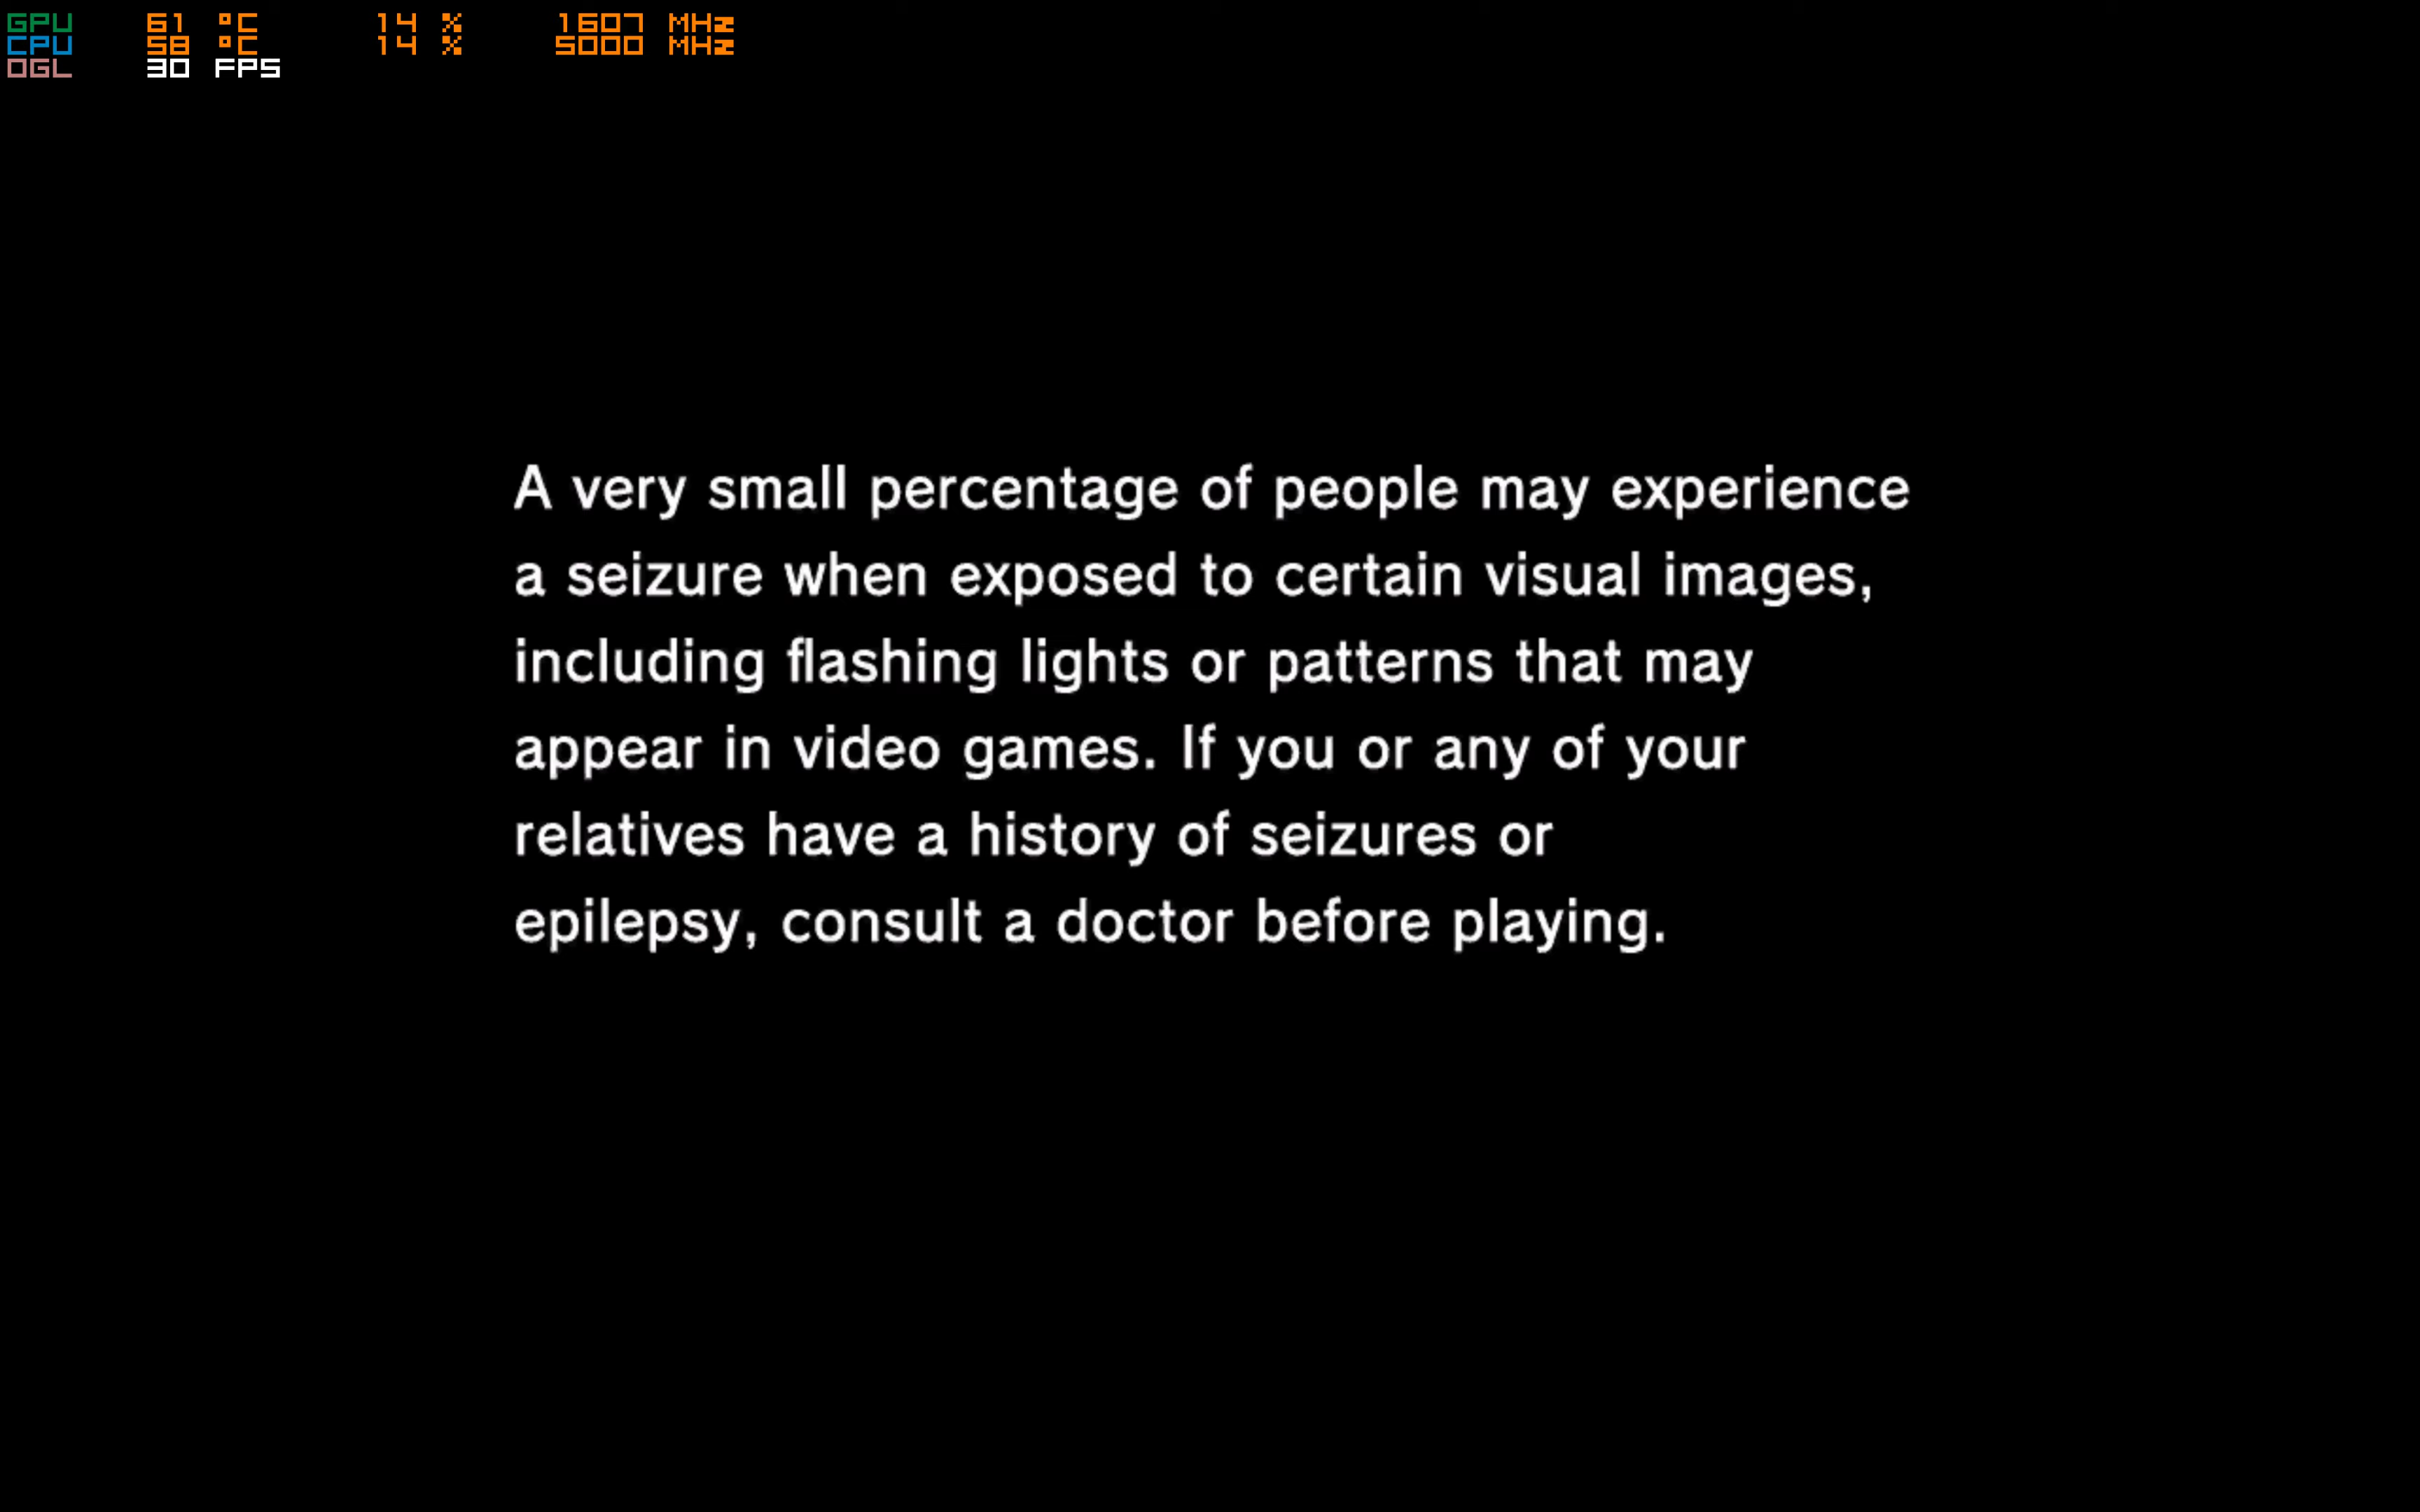 GPU 61 °C 14 % 1607 MHz
CPU 58 °C 14 % 5000 MHz
OGL 30 FPS
A very small percentage of people may experience
a seizure when exposed to certain visual images,
including flashing lights or patterns that may
appear in video games. If you or any of your
relatives have a history of seizures or
epilepsy, consult a doctor before playing.